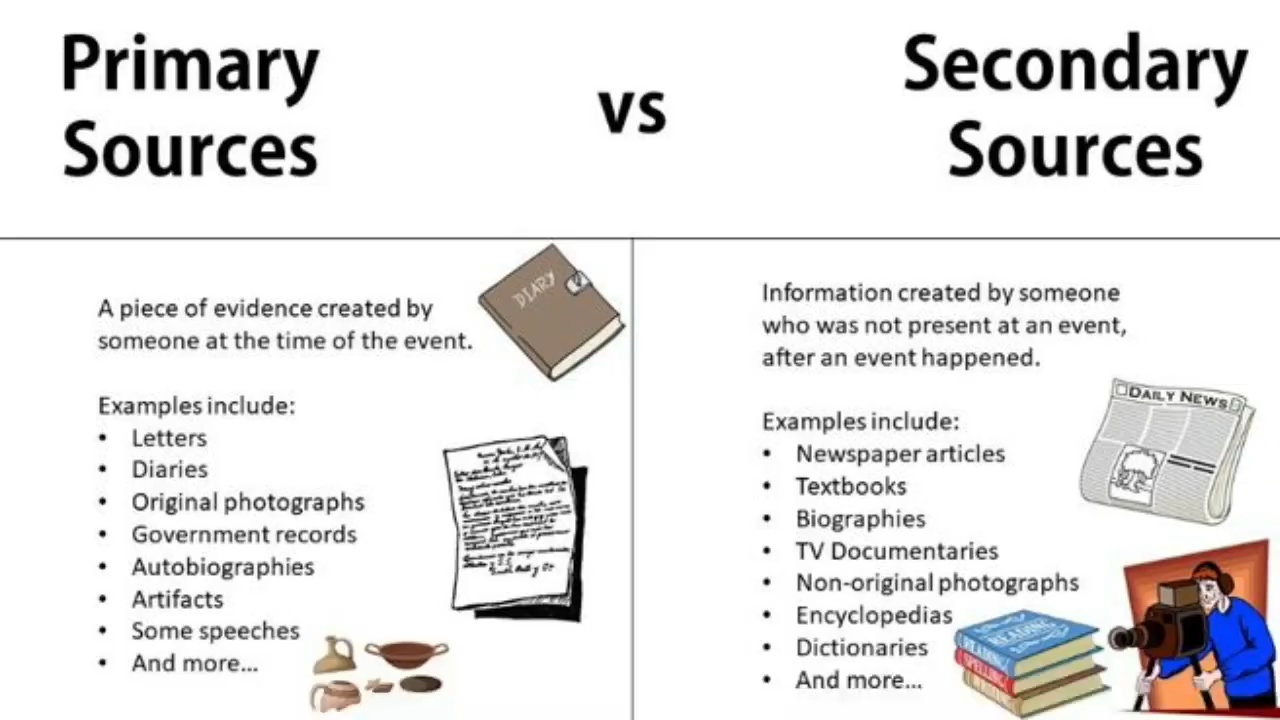 Primary
Sources
vs
Secondary
Sources
A piece of evidence created by
someone at the time of the event.
Examples include:
• Letters
• Diaries
• Original photographs
• Government records
• Autobiographies
• Artifacts
• Some speeches
• And more...
DIARY
Information created by someone
who was not present at an event,
after an event happened.
Examples include:
• Newspaper articles
• Textbooks
• Biographies
• TV Documentaries
• Non-original photographs
• Encyclopedias
• Dictionaries
• And more...
DAILY NEWS
READING
READING
SPELLING